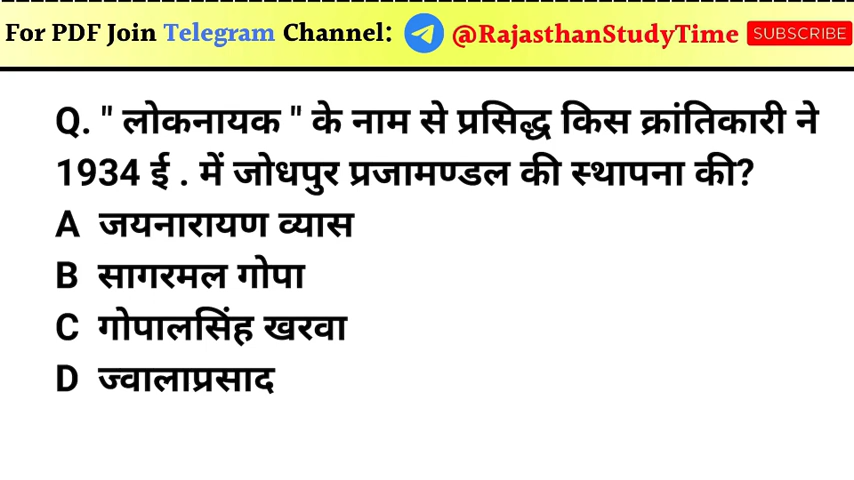 For PDF Join Telegram Channel: @RajasthanStudyTime SUBSCRIBE
Q. " लोकनायक " के नाम से प्रसिद्ध किस क्रांतिकारी ने
1934 ई . में जोधपुर प्रजामण्डल की स्थापना की?
A जयनारायण व्यास
B सागरमल गोपा
C गोपालसिंह खरवा
D ज्वालाप्रसाद